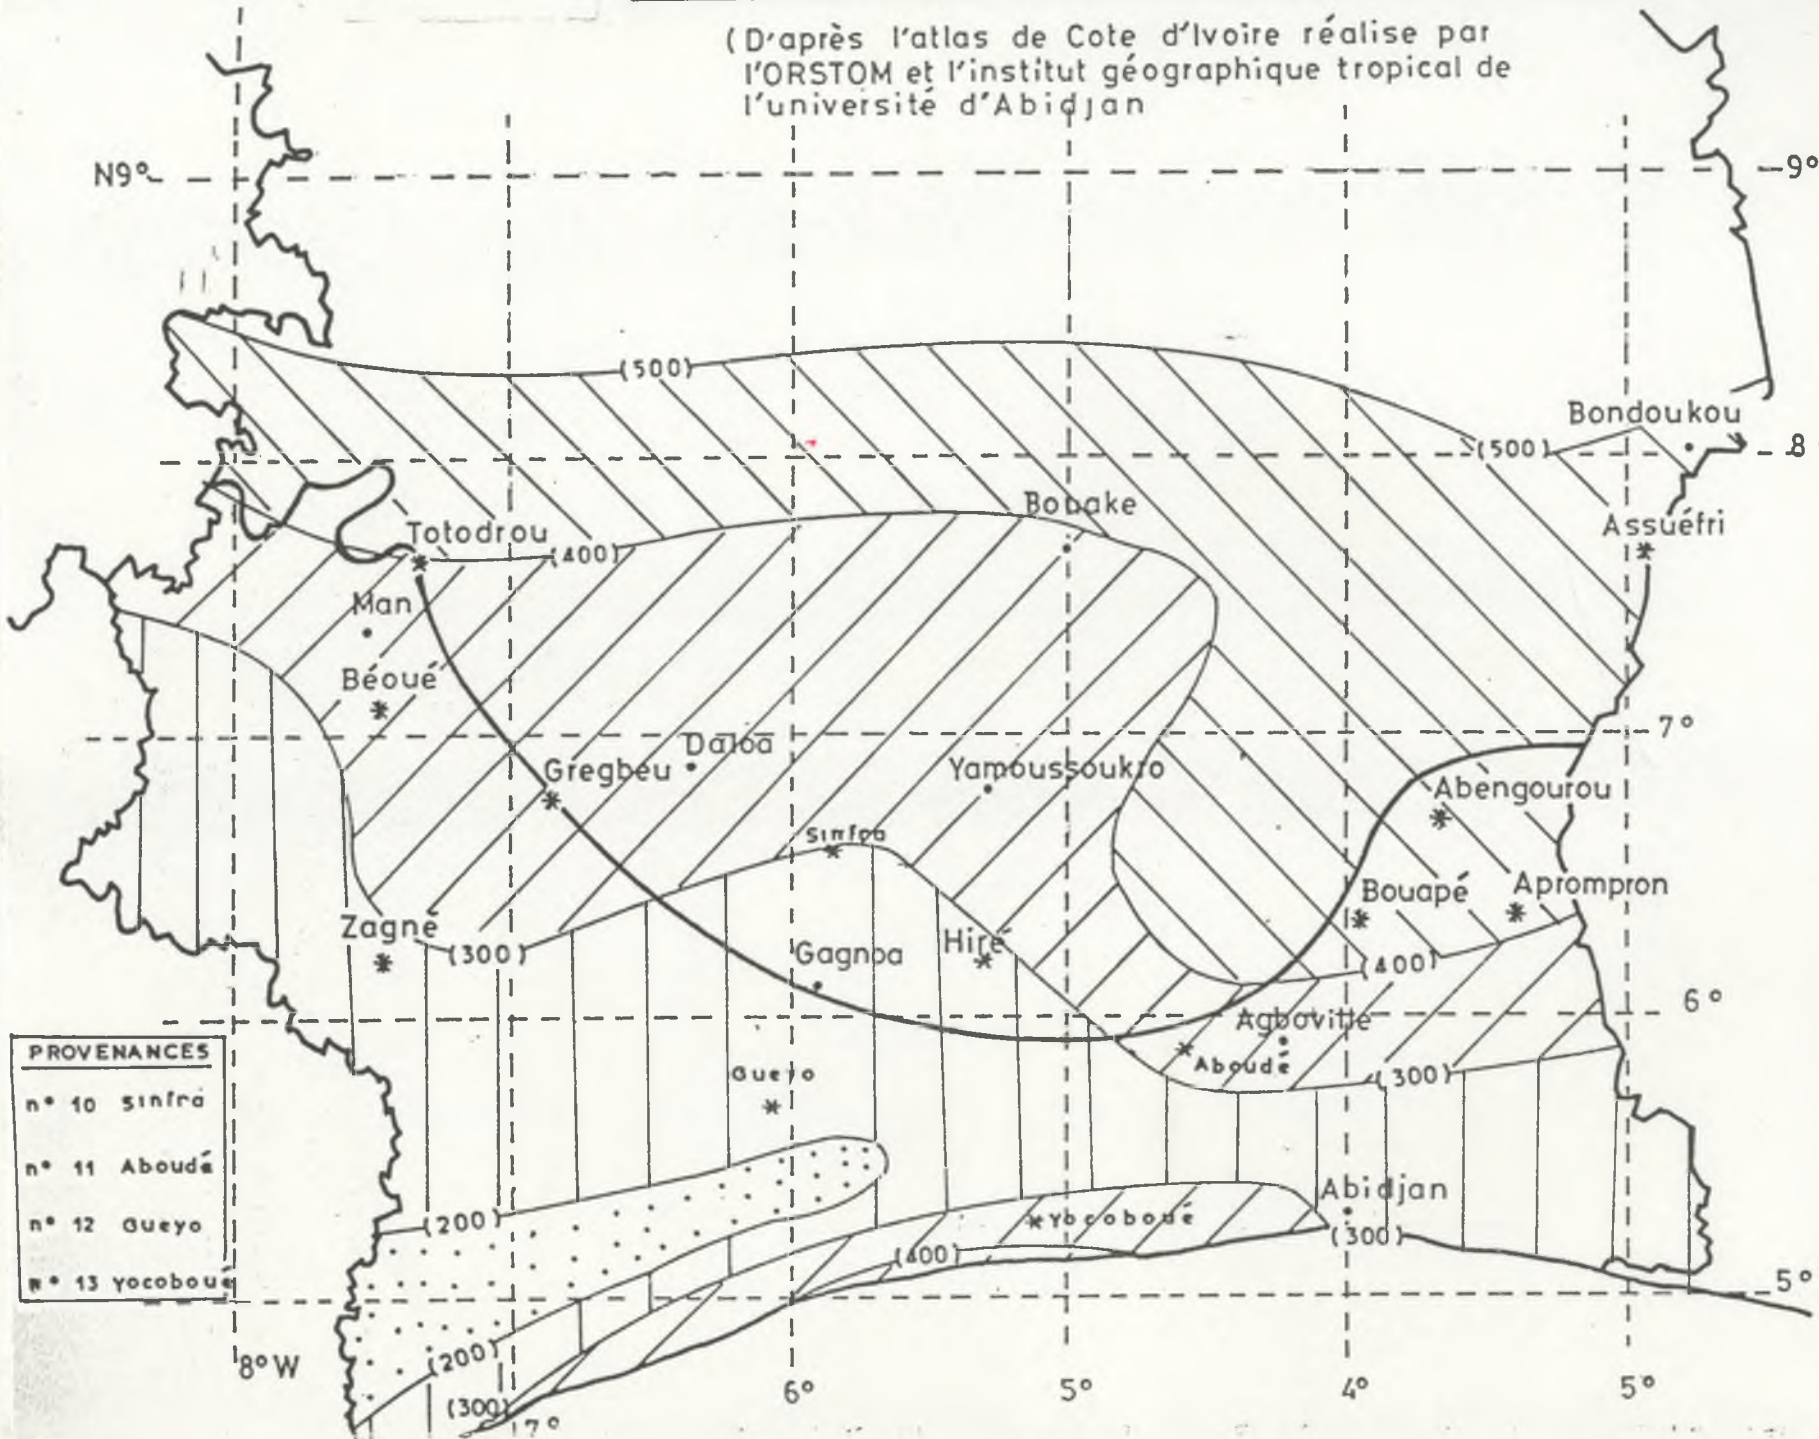 (D'après l'atlas de Cote d'Ivoire réalise par
l'ORSTOM et l'institut géographique tropical de
l'université d'Abidjan
N9°
9°
(500)
Bondoukou
(500)
8
Bouake
Assuéfri
Totodrou
(400)
Man
Béoué
7°
Daloa
Gregbeu
Yamoussoukro
Abengourou
Sinfra
Bouapé
Aprompron
Zagné
(300)
Gagnoa
Hiré
(400)
6°
Agboville
Aboudé
(300)
Gueyo
PROVENANCES
n° 10 Sinfra
n° 11 Aboudé
n° 12 Gueyo
n° 13 Yocoboué
(200)
Yocoboué
Abidjan
(300)
(400)
5°
(200)
8°W
(300)
7°
6°
5°
4°
5°